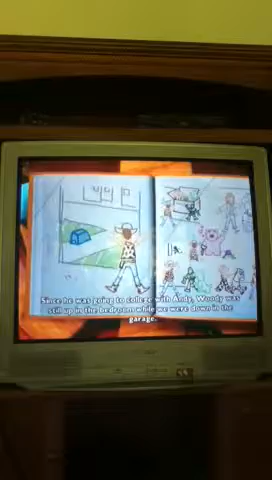 Since he was going to college with Andy, Woody was
still up in the bedroom while we were down in the
garage.